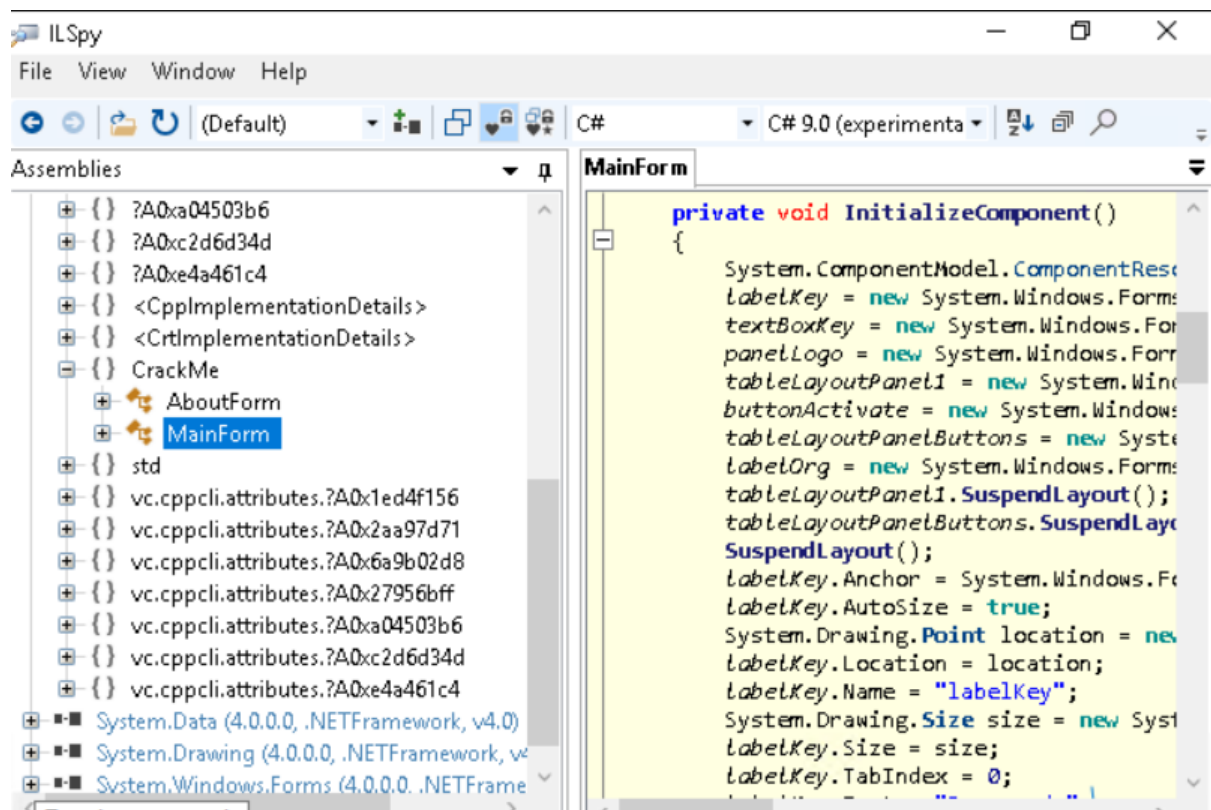 ILSpy
File View Window Help
(Default) C# C# 9.0 (experimenta
Assemblies
?A0xa04503b6
?A0xc2d6d34d
?A0xe4a461c4
<CppImplementationDetails>
<CrtImplementationDetails>
CrackMe
AboutForm
MainForm
std
vc.cppcli.attributes.?A0x1ed4f156
vc.cppcli.attributes.?A0x2aa97d71
vc.cppcli.attributes.?A0x6a9b02d8
vc.cppcli.attributes.?A0x27956bff
vc.cppcli.attributes.?A0xa04503b6
vc.cppcli.attributes.?A0xc2d6d34d
vc.cppcli.attributes.?A0xe4a461c4
System.Data (4.0.0.0, .NETFramework, v4.0)
System.Drawing (4.0.0.0, .NETFramework, v4
System.Windows.Forms (4.0.0.0, .NETFrame
MainForm
private void InitializeComponent()
{
System.ComponentModel.ComponentReso
labelKey = new System.Windows.Forms
textBoxKey = new System.Windows.For
panelLogo = new System.Windows.Form
tableLayoutPanel1 = new System.Wind
buttonActivate = new System.Windows
tableLayoutPanelButtons = new Syste
labelOrg = new System.Windows.Forms
tableLayoutPanel1.SuspendLayout();
tableLayoutPanelButtons.SuspendLayo
SuspendLayout();
labelKey.Anchor = System.Windows.Fo
labelKey.AutoSize = true;
System.Drawing.Point location = new
labelKey.Location = location;
labelKey.Name = "labelKey";
System.Drawing.Size size = new Syst
labelKey.Size = size;
labelKey.TabIndex = 0;